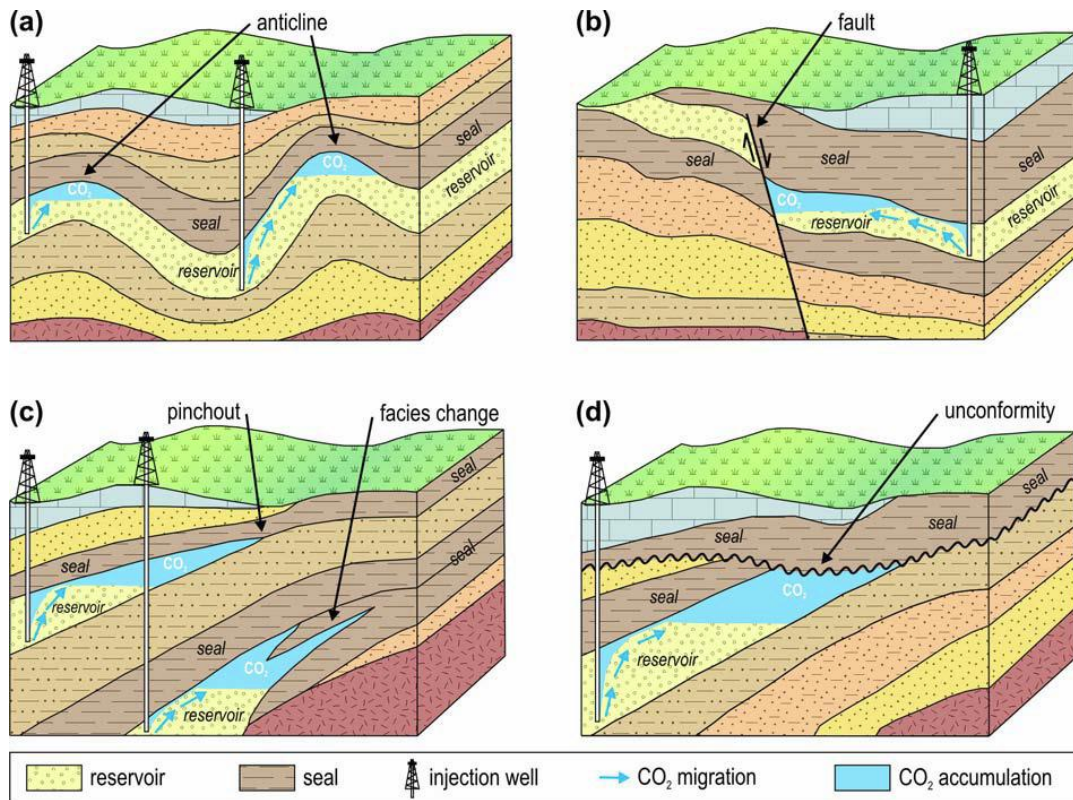 (a)
anticline
CO₂
CO₂
seal
seal
reservoir
reservoir
(b)
fault
seal
seal
seal
CO₂
reservoir
reservoir
(c)
pinchout
facies change
seal
seal
CO₂
reservoir
seal
seal
CO₂
reservoir
(d)
unconformity
seal
seal
seal
CO₂
reservoir
reservoir
seal
injection well
CO₂ migration
CO₂ accumulation